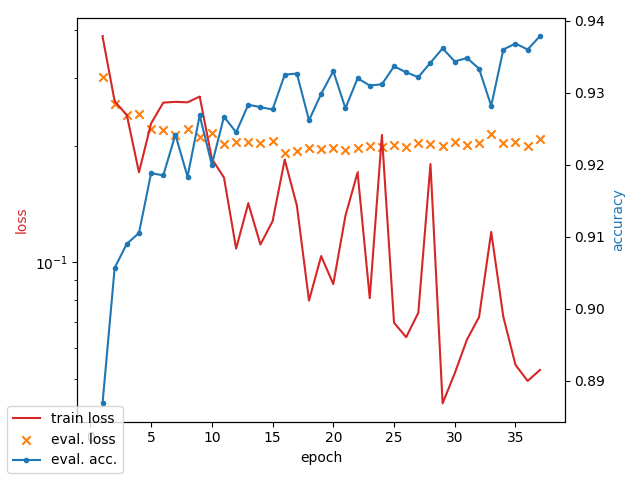 0.94
0.93
0.92
0.91
0.90
0.89
10⁻¹
loss
accuracy
5 10 15 20 25 30 35
epoch
train loss
eval. loss
eval. acc.